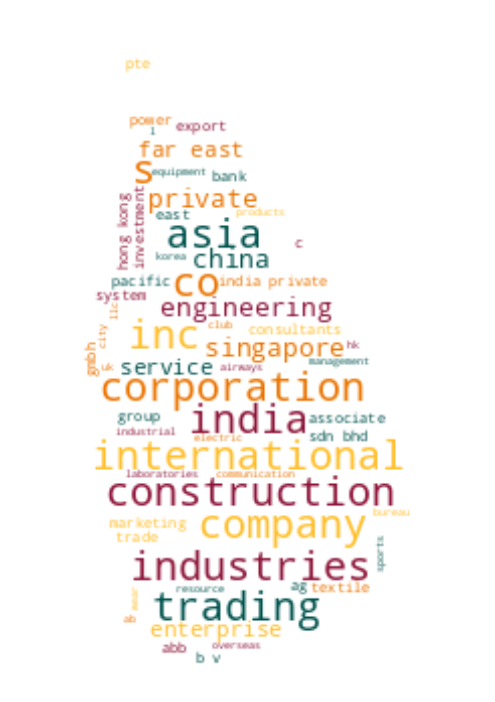 pte
power
l
export
far east
s
equipment
bank
private
hong kong
investment
east
products
asia
c
korea
china
pacific
co
india private
system
llc
engineering
city
inc
club
consultants
singapore
hk
gmbh
uk
service
airways
management
corporation
group
india
associate
industrial
electric
sdn bhd
international
laboratories
communication
construction
bureau
marketing
company
trade
sports
industries
resource
ag
textile
trading
ab
enterprise
abb
overseas
b v